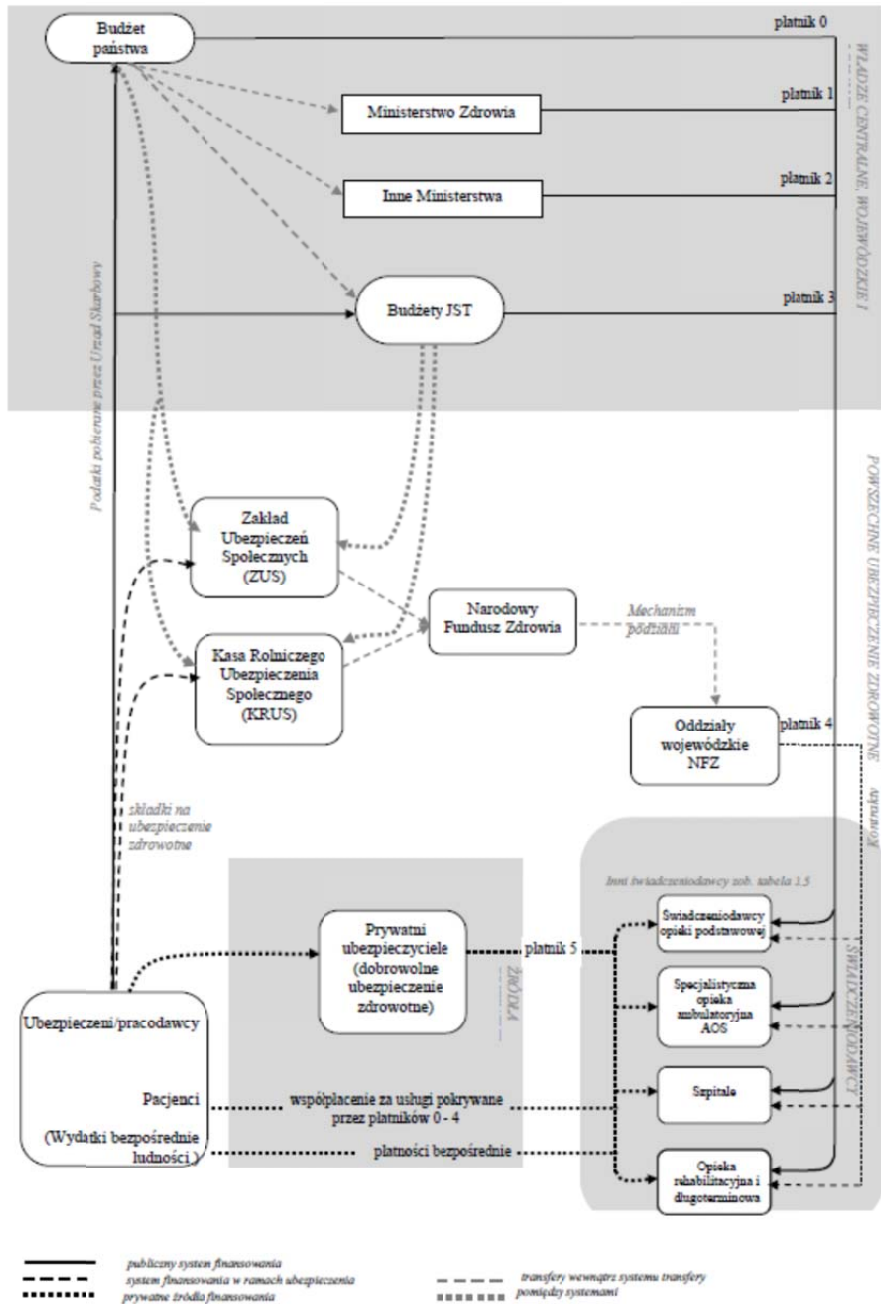 Budżet
państwa
płatnik 0
płatnik 1
Ministerstwo Zdrowia
płatnik 2
Inne Ministerstwa
płatnik 3
Budżety JST
WŁADZE CENTRALNE, WOJEWÓDZKIE I
Podatki pobierane przez Urząd Skarbowy
Zakład
Ubezpieczeń
Społecznych
(ZUS)
Narodowy
Fundusz Zdrowia
Mechanizm
podziału
Kasa Rolniczego
Ubezpieczenia
Społecznego
(KRUS)
Oddziały
wojewódzkie
NFZ
płatnik 4
POWSZECHNE UBEZPIECZENIE ZDROWOTNE
Kontrakty
składki na
ubezpieczenie
zdrowotne
Inni świadczeniodawcy zob. tabela 1.5
Prywatni
ubezpieczyciele
(dobrowolne
ubezpieczenie
zdrowotne)
płatnik 5
ŹRÓDŁA
Świadczeniodawcy
opieki podstawowej
Specjalistyczna
opieka
ambulatoryjna
AOS
ŚWIADCZENIODAWCY
Ubezpieczeni/pracodawcy
Pacjenci
(Wydatki bezpośrednie
ludności )
współpłacenie za usługi pokrywane
przez płatników 0 - 4
płatności bezpośrednie
Szpitale
Opieka
rehabilitacyjna i
długoterminowa
publiczny system finansowania
system finansowania w ramach ubezpieczenia
prywatne źródła finansowania
transfery wewnątrz systemu transfery
pomiędzy systemami